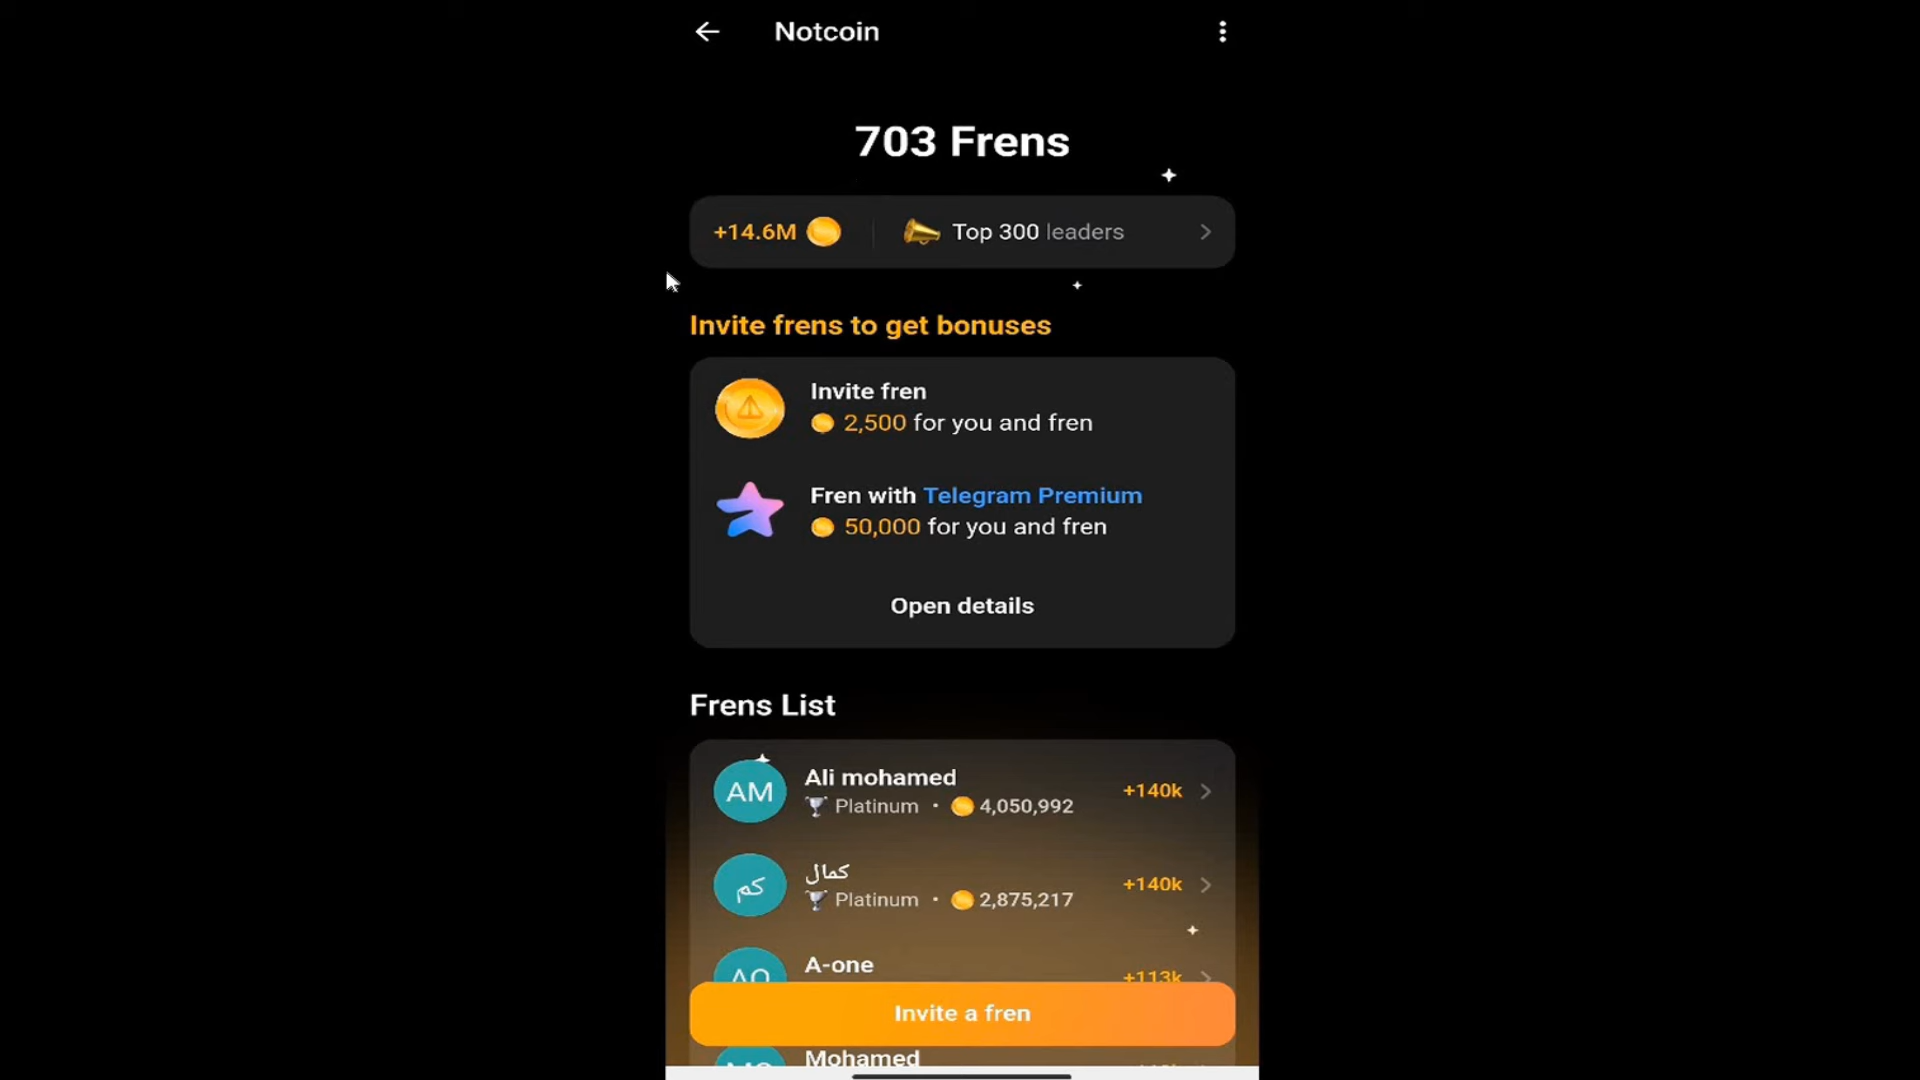 Notcoin
703 Frens
+14.6M
Top 300 leaders
Invite frens to get bonuses
Invite fren
2,500 for you and fren
Fren with Telegram Premium
50,000 for you and fren
Open details
Frens List
AM
Ali mohamed
Platinum • 4,050,992
+140k
كم
كمال
Platinum • 2,875,217
+140k
AO
A-one
+113k
Invite a fren
Mohamed